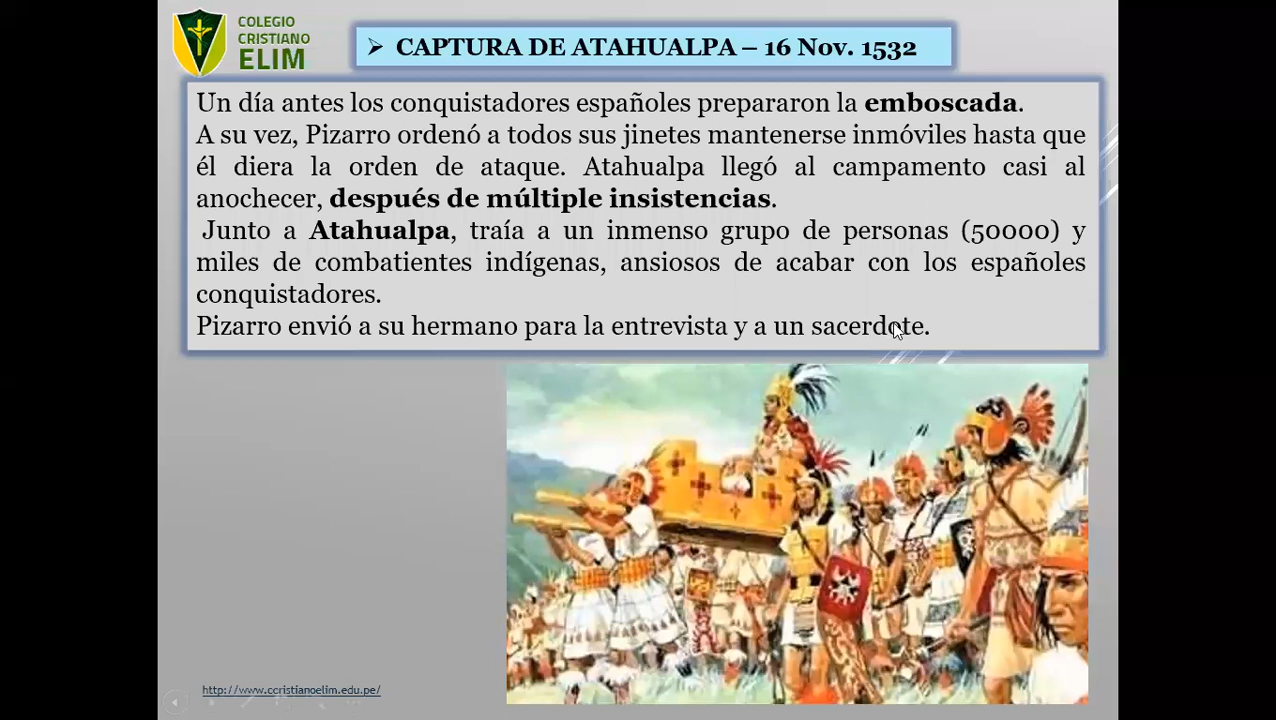 COLEGIO
CRISTIANO
ELIM
➢ CAPTURA DE ATAHUALPA – 16 Nov. 1532
Un día antes los conquistadores españoles prepararon la emboscada.
A su vez, Pizarro ordenó a todos sus jinetes mantenerse inmóviles hasta que
él diera la orden de ataque. Atahualpa llegó al campamento casi al
anochecer, después de múltiple insistencias.
Junto a Atahualpa, traía a un inmenso grupo de personas (50000) y
miles de combatientes indígenas, ansiosos de acabar con los españoles
conquistadores.
Pizarro envió a su hermano para la entrevista y a un sacerdote.
http://www.ccristianoelim.edu.pe/